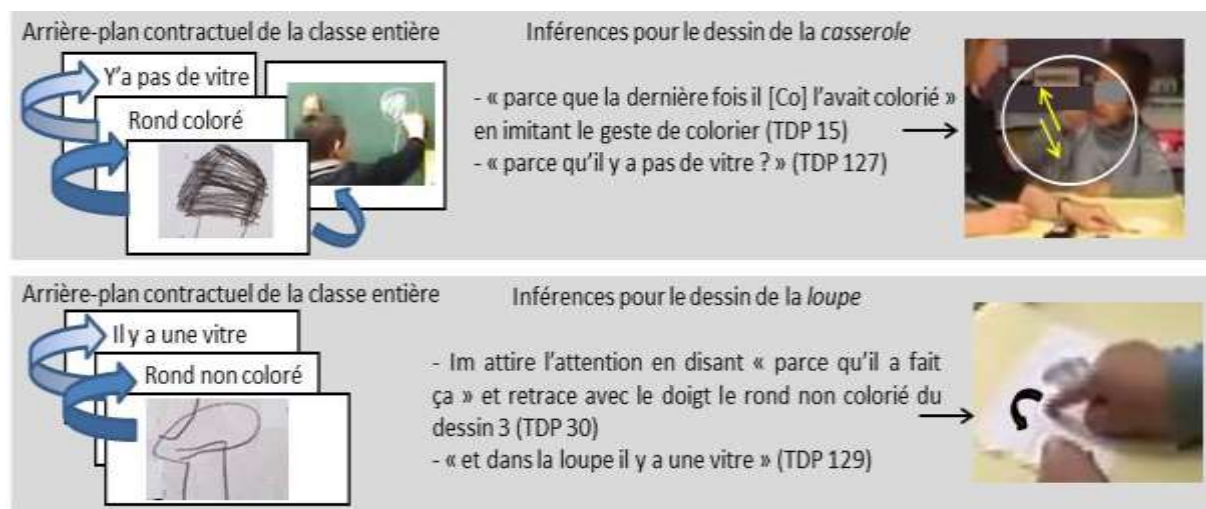 Arrière-plan contractuel de la classe entière
Inférences pour le dessin de la casserole
Y'a pas de vitre
Rond coloré
- « parce que la dernière fois il [Co] l'avait colorié »
en imitant le geste de colorier (TDP 15)
- « parce qu'il y a pas de vitre ? » (TDP 127)
Arrière-plan contractuel de la classe entière
Inférences pour le dessin de la loupe
Il y a une vitre
Rond non coloré
- Im attire l'attention en disant « parce qu'il a fait
ça » et retrace avec le doigt le rond non colorié du
dessin 3 (TDP 30)
- « et dans la loupe il y a une vitre » (TDP 129)